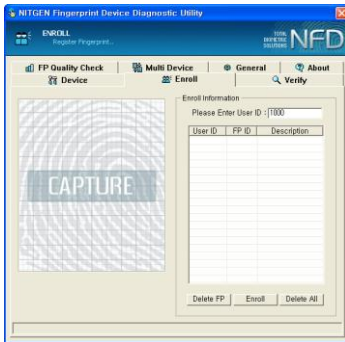 NITGEN Fingerprint Device Diagnostic Utility
ENROLL
Register Fingerprint..
TOTAL
BIOMETRIC
SOLUTIONS
NFD
FP Quality Check
Multi Device
General
About
Device
Enroll
Verify
CAPTURE
Enroll Information
Please Enter User ID : 1000
User ID FP ID Description
Delete FP Enroll Delete All